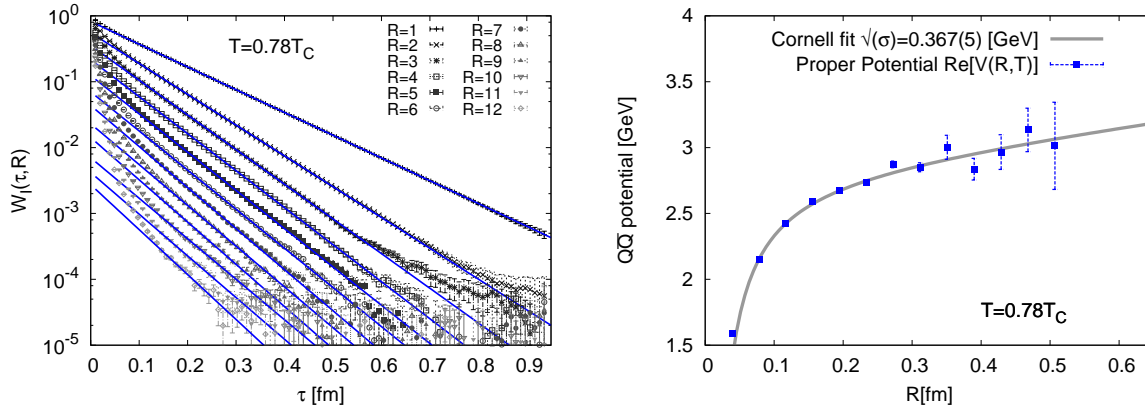 T=0.78T_C
R=1
R=2
R=3
R=4
R=5
R=6
R=7
R=8
R=9
R=10
R=11
R=12
W_l(τ,R)
10^0
10^-1
10^-2
10^-3
10^-4
10^-5
0 0.1 0.2 0.3 0.4 0.5 0.6 0.7 0.8 0.9
τ [fm]
Cornell fit √(σ)=0.367(5) [GeV]
Proper Potential Re[V(R,T)]
QQ̅ potential [GeV]
4
3.5
3
2.5
2
1.5
T=0.78T_C
0 0.1 0.2 0.3 0.4 0.5 0.6
R[fm]